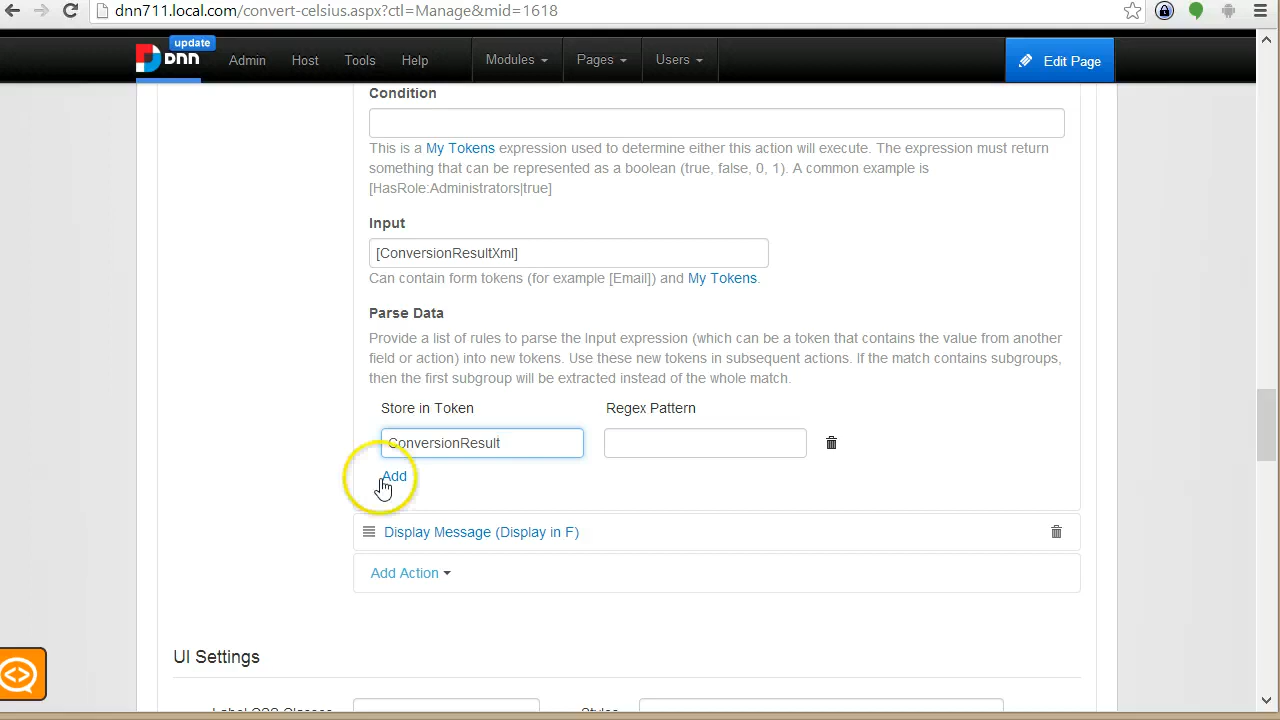 dnn711.local.com/convert-celsius.aspx?ctl=Manage&mid=1618
update
DNN Admin Host Tools Help Modules Pages Users Edit Page
Condition
This is a My Tokens expression used to determine either this action will execute. The expression must return
something that can be represented as a boolean (true, false, 0, 1). A common example is
[HasRole:Administrators|true]
Input
[ConversionResultXml]
Can contain form tokens (for example [Email]) and My Tokens.
Parse Data
Provide a list of rules to parse the Input expression (which can be a token that contains the value from another
field or action) into new tokens. Use these new tokens in subsequent actions. If the match contains subgroups,
then the first subgroup will be extracted instead of the whole match.
Store in Token Regex Pattern
ConversionResult
Add
Display Message (Display in F)
Add Action
UI Settings
Label CSS Classes Styles